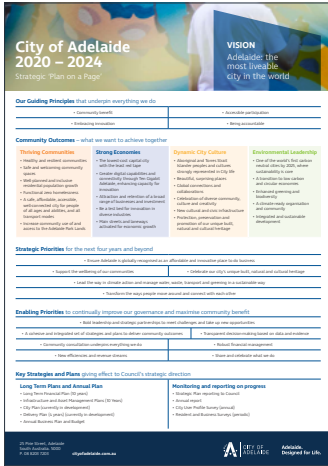 City of Adelaide
2020 – 2024
Strategic 'Plan on a Page'
VISION
Adelaide: the
most liveable
city in the world
Our Guiding Principles that underpin everything we do
• Community benefit
• Accessible participation
• Embracing innovation
• Being accountable
Community Outcomes – what we want to achieve together
Thriving Communities
• Healthy and resilient communities
• Safe and welcoming community spaces
• Well-planned and inclusive
residential population growth
• Functional zero homelessness
• A safe, affordable, accessible,
well-connected city for people
of all ages and abilities, and all
transport modes
• Increase community use of and access
to the Adelaide Park Lands
Strong Economies
• The lowest-cost capital city
with the least red tape
• Greater digital capabilities and
connectivity through Ten Gigabit
Adelaide, enhancing capacity for
innovation
• Attraction and retention of a broad
range of businesses and investment
• Be a test bed for innovation in
diverse industries
• Main streets and laneways
activated for economic growth
Dynamic City Culture
• Aboriginal and Torres Strait
Islander peoples and cultures
strongly represented in city life
• Beautiful, surprising places
• Global connections and
collaborations
• Celebration of diverse community
culture and creativity
• New cultural and civic infrastructure
• Protection, preservation and
promotion of our unique built,
natural and cultural heritage
Environmental Leadership
• One of the world's first carbon
neutral cities by 2025, where
sustainability is core
• A transition to low carbon
and circular economies
• Enhanced greening and
biodiversity
• A climate-ready organisation
and community
• Integrated and sustainable
development
Strategic Priorities for the next four years and beyond
• Ensure Adelaide is globally recognised as an affordable and innovative place to do business
• Support the wellbeing of our communities
• Celebrate our city's unique built, natural and cultural heritage
• Lead the way in climate action and manage water, waste, transport and greening in a sustainable way
• Transform the ways people move around and connect with each other
Enabling Priorities to continually improve our governance and maximise community benefit
• Bold leadership and strategic partnerships to meet challenges and take up new opportunities
• A cohesive and integrated set of strategies and plans to deliver community outcomes
• Transparent decision-making based on data and evidence
• Community consultation underpins everything we do
• Robust financial management
• New efficiencies and revenue streams
• Share and celebrate what we do
Key Strategies and Plans giving effect to Council's strategic direction
Long Term Plans and Annual Plan
• Long Term Financial Plan (10 years)
• Infrastructure and Asset Management Plans (10 Years)
• City Plan (currently in development)
• Delivery Plan (4 years) (currently in development)
• Annual Business Plan and Budget
Monitoring and reporting on progress
• Strategic Plan reporting to Council
• Annual report
• City User Profile Survey (annual)
• Resident and Business Surveys (periodic)
25 Pirie Street, Adelaide
South Australia, 5000
P. 08 8203 7203
cityofadelaide.com.au
CITY OF
ADELAIDE
Adelaide.
Designed for Life.